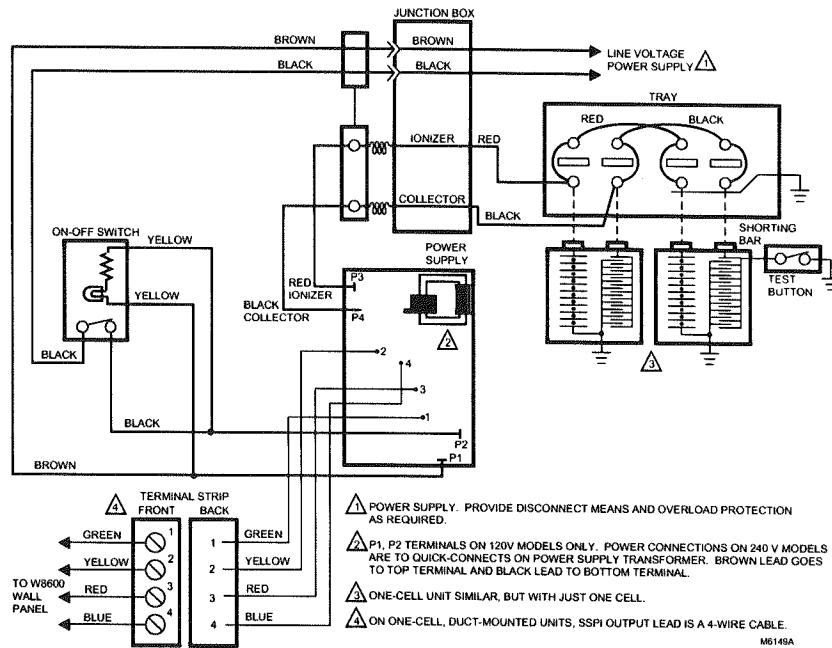 JUNCTION BOX
BROWN
BROWN
BLACK
BLACK
LINE VOLTAGE
POWER SUPPLY
1
TRAY
RED
BLACK
IONIZER
RED
COLLECTOR
BLACK
ON-OFF SWITCH
YELLOW
YELLOW
BLACK
BLACK
BROWN
POWER
SUPPLY
P3
RED
IONIZER
BLACK
COLLECTOR
P4
2
2
4
3
1
P2
P1
SHORTING
BAR
TEST
BUTTON
3
4
TERMINAL STRIP
FRONT BACK
GREEN 1 1 GREEN
YELLOW 2 2 YELLOW
RED 3 3 RED
BLUE 4 4 BLUE
TO W8600
WALL
PANEL
1 POWER SUPPLY. PROVIDE DISCONNECT MEANS AND OVERLOAD PROTECTION
AS REQUIRED.
2 P1, P2 TERMINALS ON 120V MODELS ONLY. POWER CONNECTIONS ON 240 V MODELS
ARE TO QUICK-CONNECTS ON POWER SUPPLY TRANSFORMER. BROWN LEAD GOES
TO TOP TERMINAL AND BLACK LEAD TO BOTTOM TERMINAL.
3 ONE-CELL UNIT SIMILAR, BUT WITH JUST ONE CELL.
4 ON ONE-CELL, DUCT-MOUNTED UNITS, SSPI OUTPUT LEAD IS A 4-WIRE CABLE.
M6149A